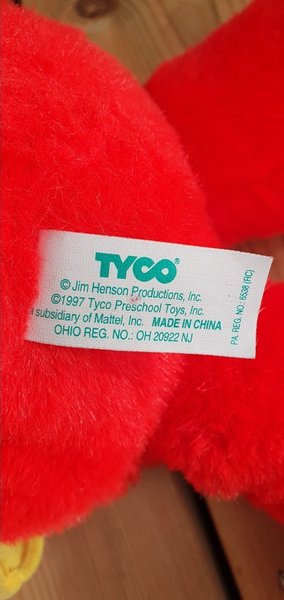 TYCO®
© Jim Henson Productions, Inc.
©1997 Tyco Preschool Toys, Inc.
a subsidiary of Mattel, Inc. MADE IN CHINA
OHIO REG. NO.: OH 20922 NJ
PA REG. NO.: 6538 (RC)